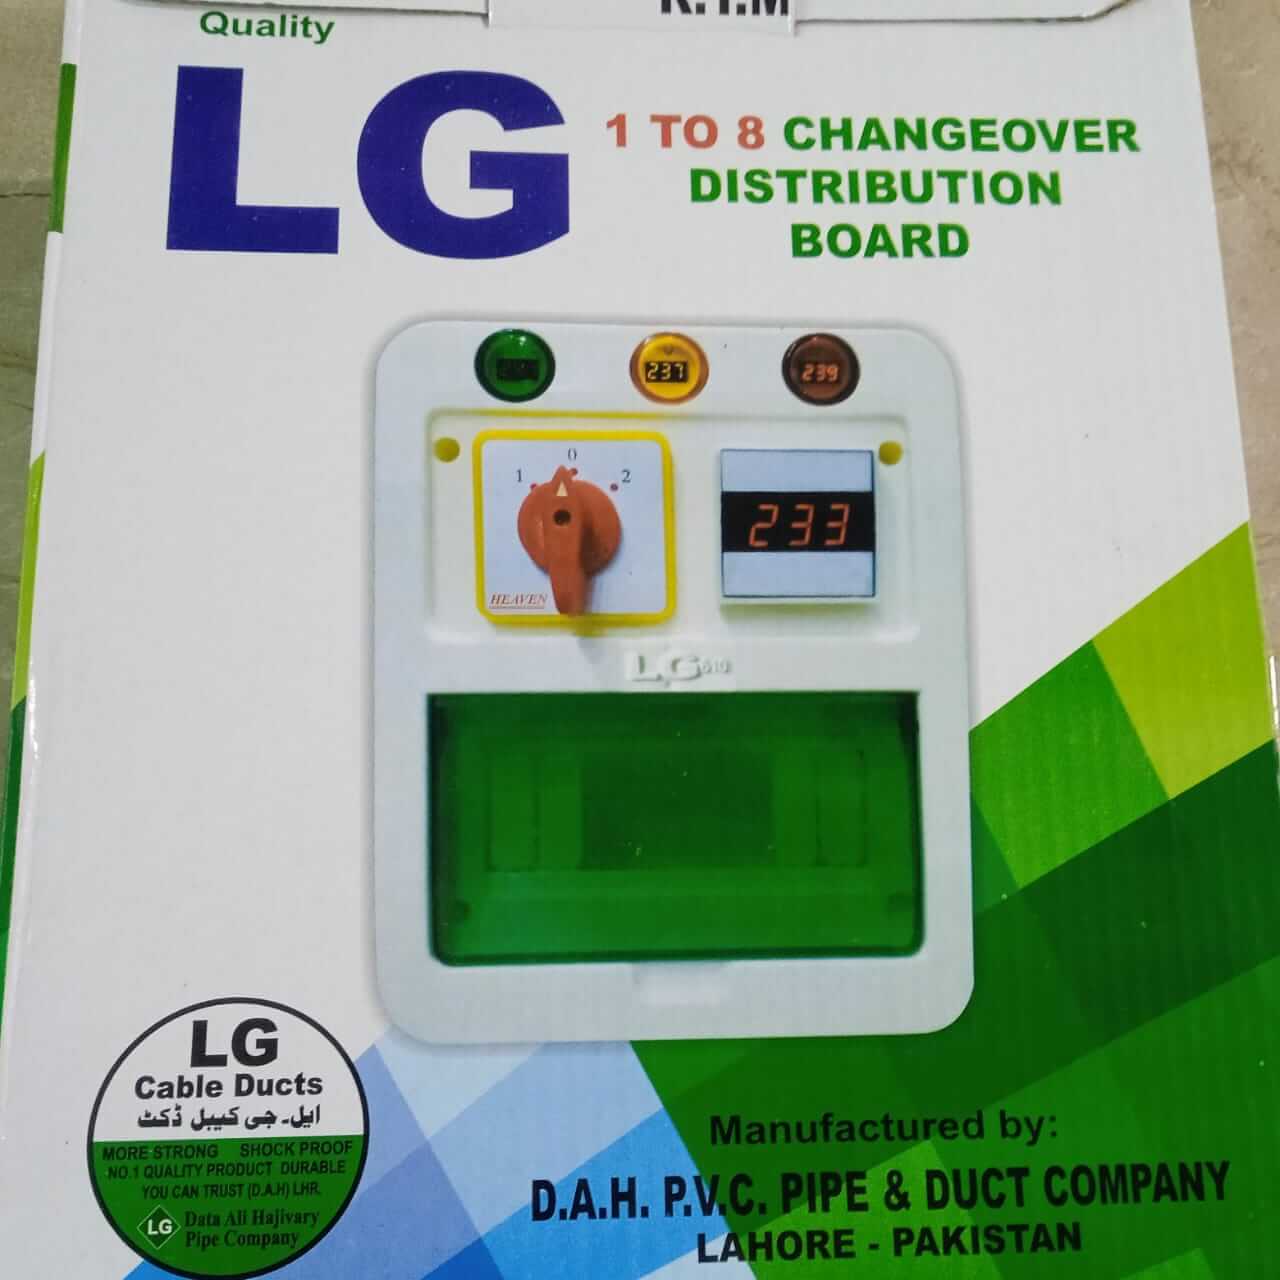 R.T.M
Quality
LG
1 TO 8 CHANGEOVER
DISTRIBUTION
BOARD
237
239
0
1
2
233
HEAVEN
LG 610
LG
Cable Ducts
ایل۔جی کیبل ڈکٹ
MORE STRONG SHOCK PROOF
NO.1 QUALITY PRODUCT DURABLE
YOU CAN TRUST (D.A.H) LHR.
LG Data Ali Hajivary
Pipe Company
Manufactured by:
D.A.H. P.V.C. PIPE & DUCT COMPANY
LAHORE - PAKISTAN